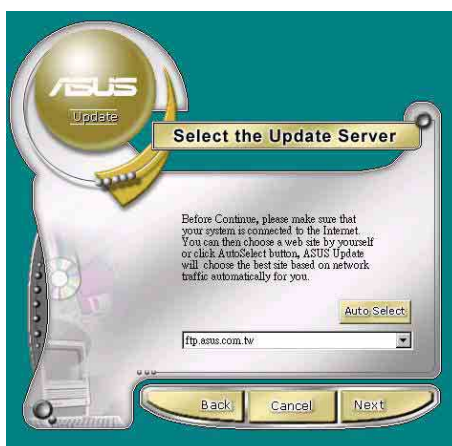 ASUS
Update
Select the Update Server
Before Continue, please make sure that
your system is connected to the Internet.
You can then choose a web site by yourself
or click AutoSelect button, ASUS Update
will choose the best site based on network
traffic automatically for you.
Auto Select
ftp.asus.com.tw
Back Cancel Next